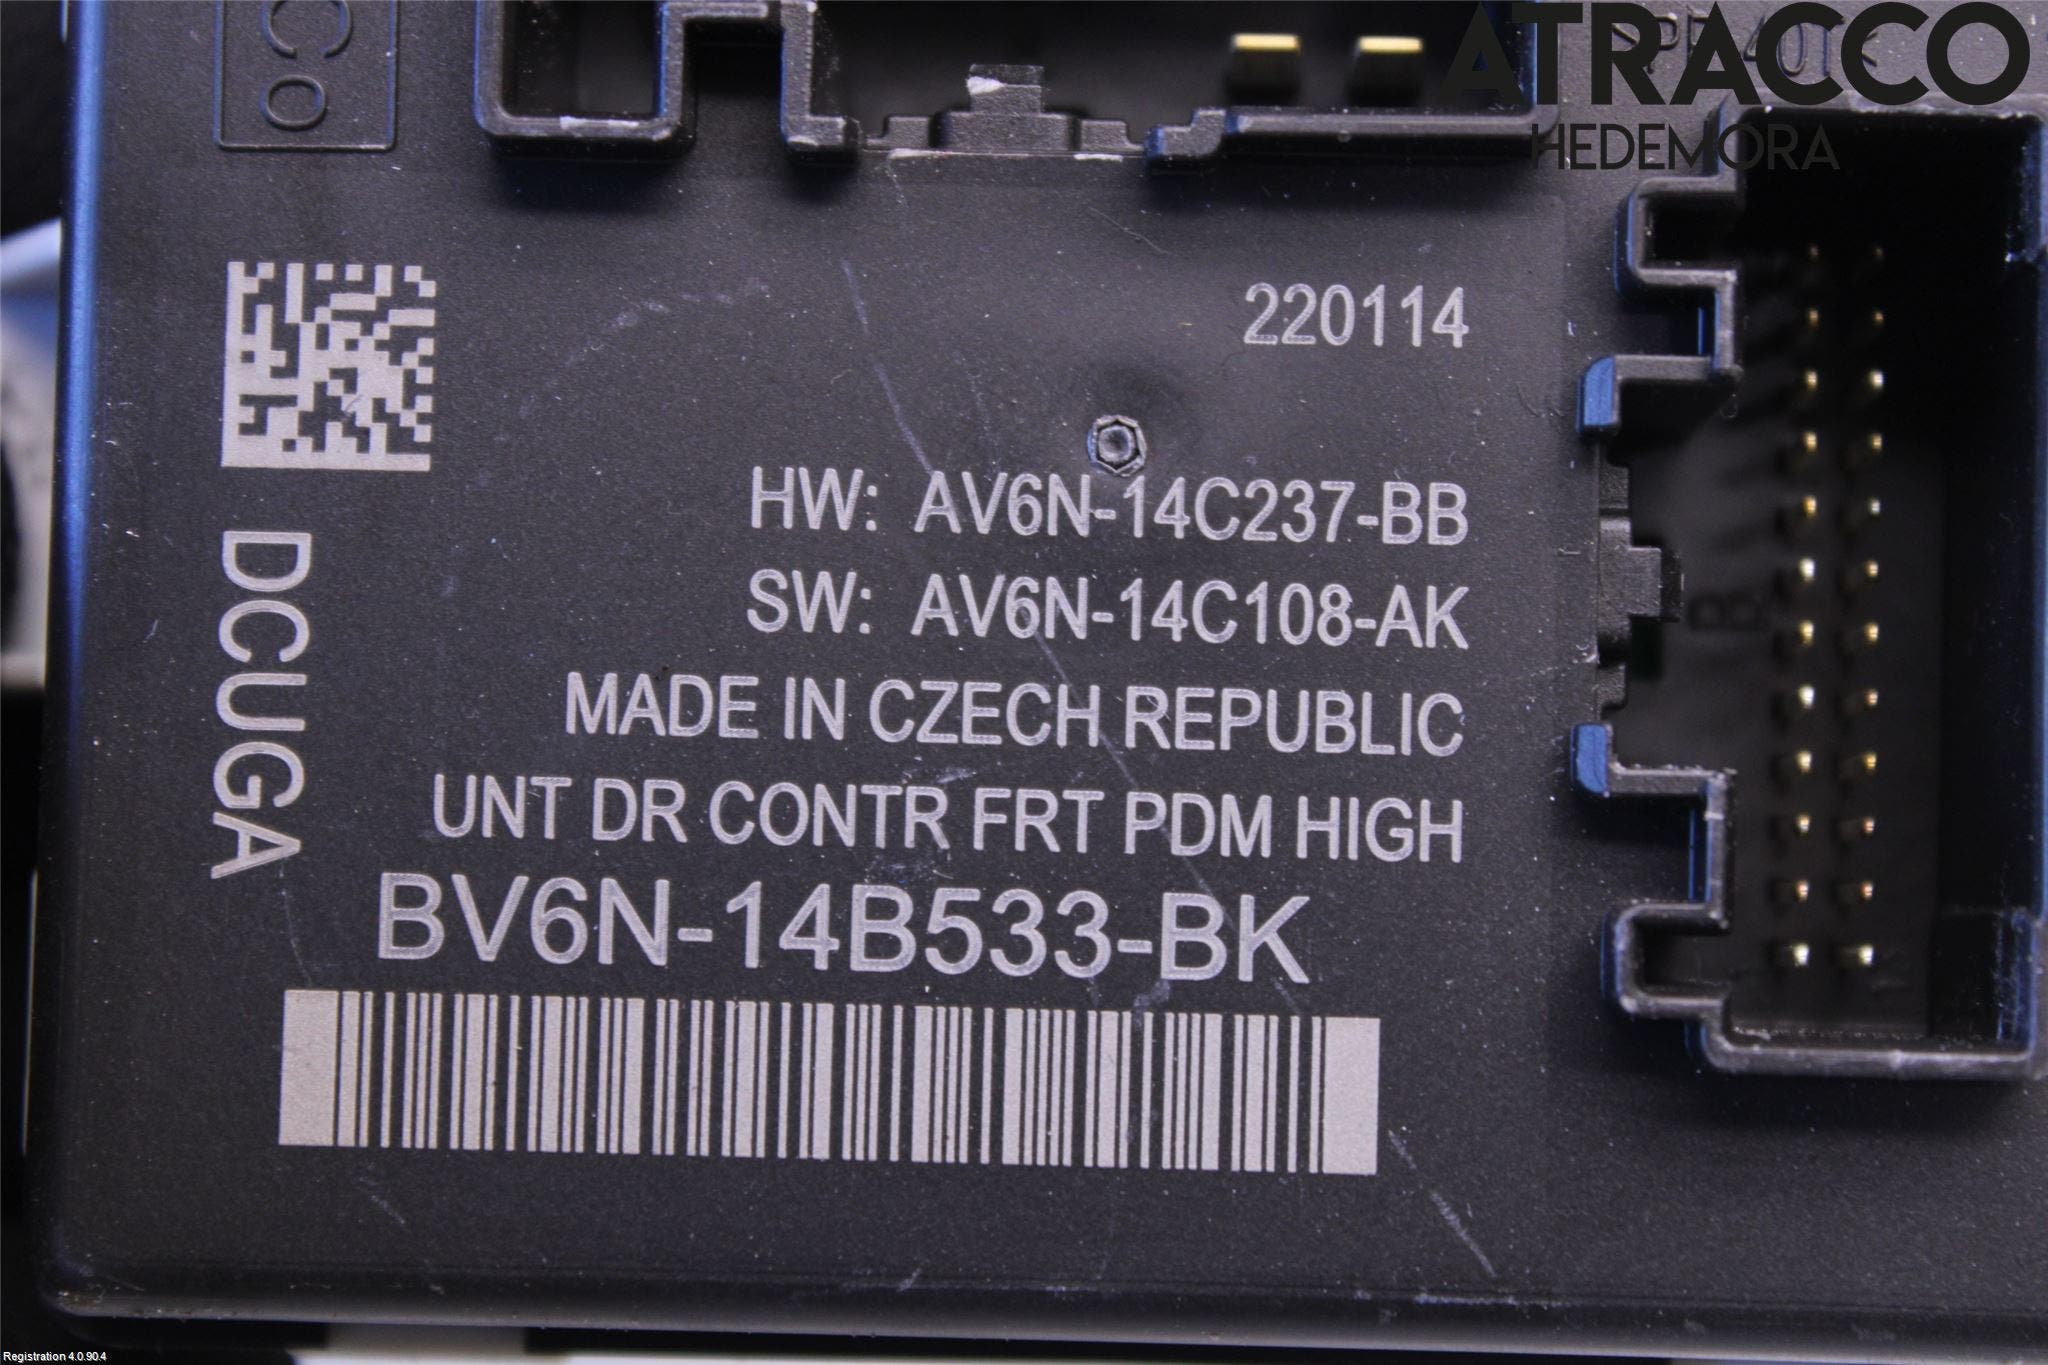 Co
ATRACCO
HEDEMORA
220114
HW: AV6N-14C237-BB
SW: AV6N-14C108-AK
MADE IN CZECH REPUBLIC
UNT DR CONTR FRT PDM HIGH
BV6N-14B533-BK
DCUGA
B
Registration 4.0.90.4